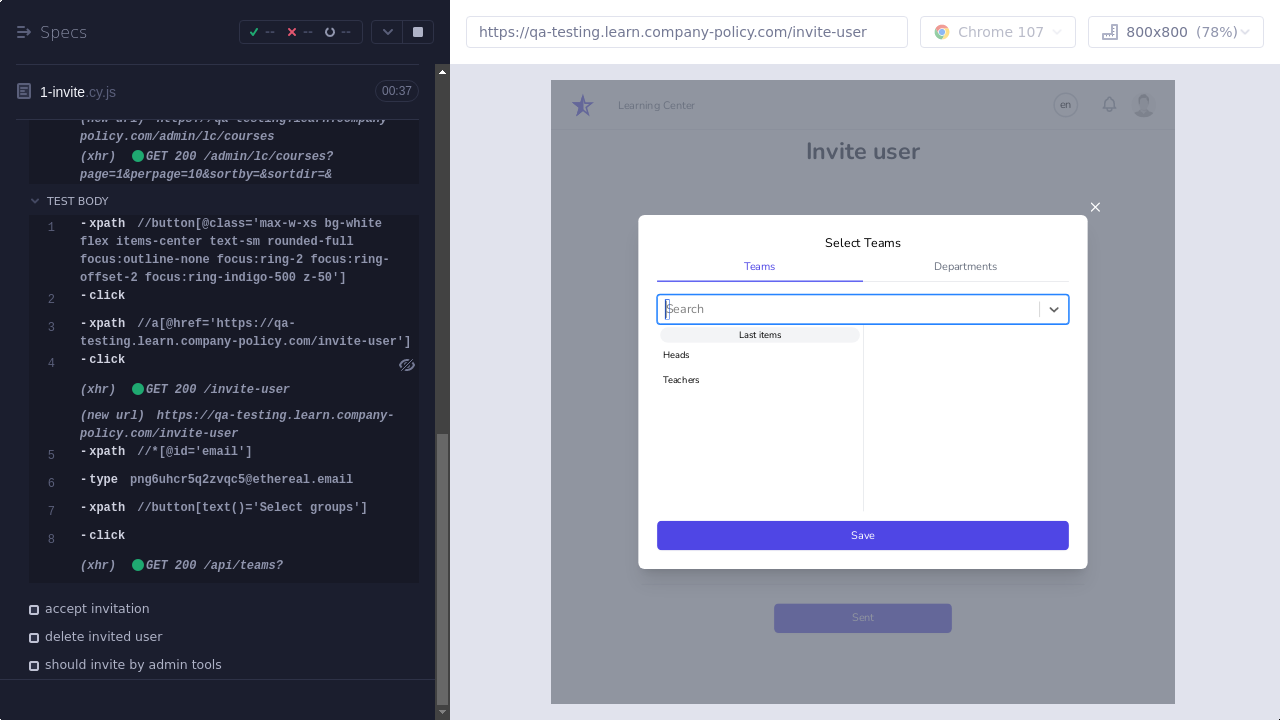 Specs
-- -- --
1-invite.cy.js
00:37
(new url) https://qa-testing.learn.company-
policy.com/admin/lc/courses
(xhr) GET 200 /admin/lc/courses?
page=1&perpage=10&sortby=&sortdir=&
TEST BODY
1 -xpath //button[@class='max-w-xs bg-white
flex items-center text-sm rounded-full
focus:outline-none focus:ring-2 focus:ring-
offset-2 focus:ring-indigo-500 z-50']
2 -click
3 -xpath //a[@href='https://qa-
testing.learn.company-policy.com/invite-user']
4 -click
(xhr) GET 200 /invite-user
(new url) https://qa-testing.learn.company-
policy.com/invite-user
5 -xpath //*[@id='email']
6 -type png6uhcr5q2zvqc5@ethereal.email
7 -xpath //button[text()='Select groups']
8 -click
(xhr) GET 200 /api/teams?
accept invitation
delete invited user
should invite by admin tools
https://qa-testing.learn.company-policy.com/invite-user
Chrome 107
800x800 (78%)
Learning Center
en
Invite user
Select Teams
Teams Departments
Search
Last items
Heads
Teachers
Save
Sent